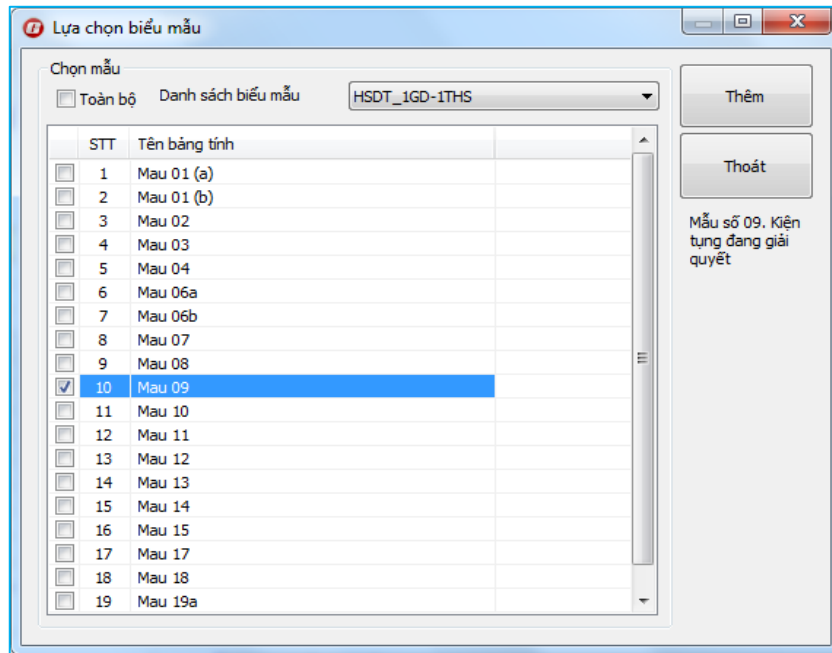 Lựa chọn biểu mẫu
Chọn mẫu
Toàn bộ Danh sách biểu mẫu HSDT_1GD-1THS
Thêm
Thoát
Mẫu số 09. Kiện
tụng đang giải
quyết
STT Tên bảng tính
1 Mau 01 (a)
2 Mau 01 (b)
3 Mau 02
4 Mau 03
5 Mau 04
6 Mau 06a
7 Mau 06b
8 Mau 07
9 Mau 08
10 Mau 09
11 Mau 10
12 Mau 11
13 Mau 12
14 Mau 13
15 Mau 14
16 Mau 15
17 Mau 17
18 Mau 18
19 Mau 19a